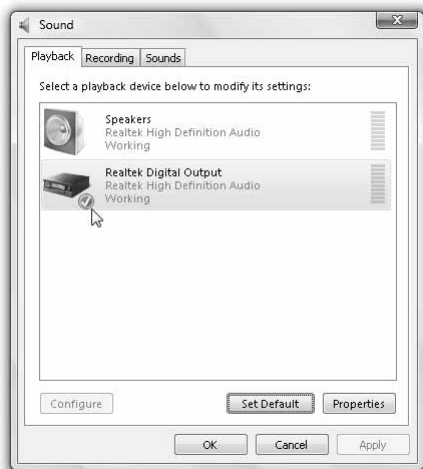 Sound
Playback Recording Sounds
Select a playback device below to modify its settings:
Speakers
Realtek High Definition Audio
Working
Realtek Digital Output
Realtek High Definition Audio
Working
Configure Set Default Properties
OK Cancel Apply